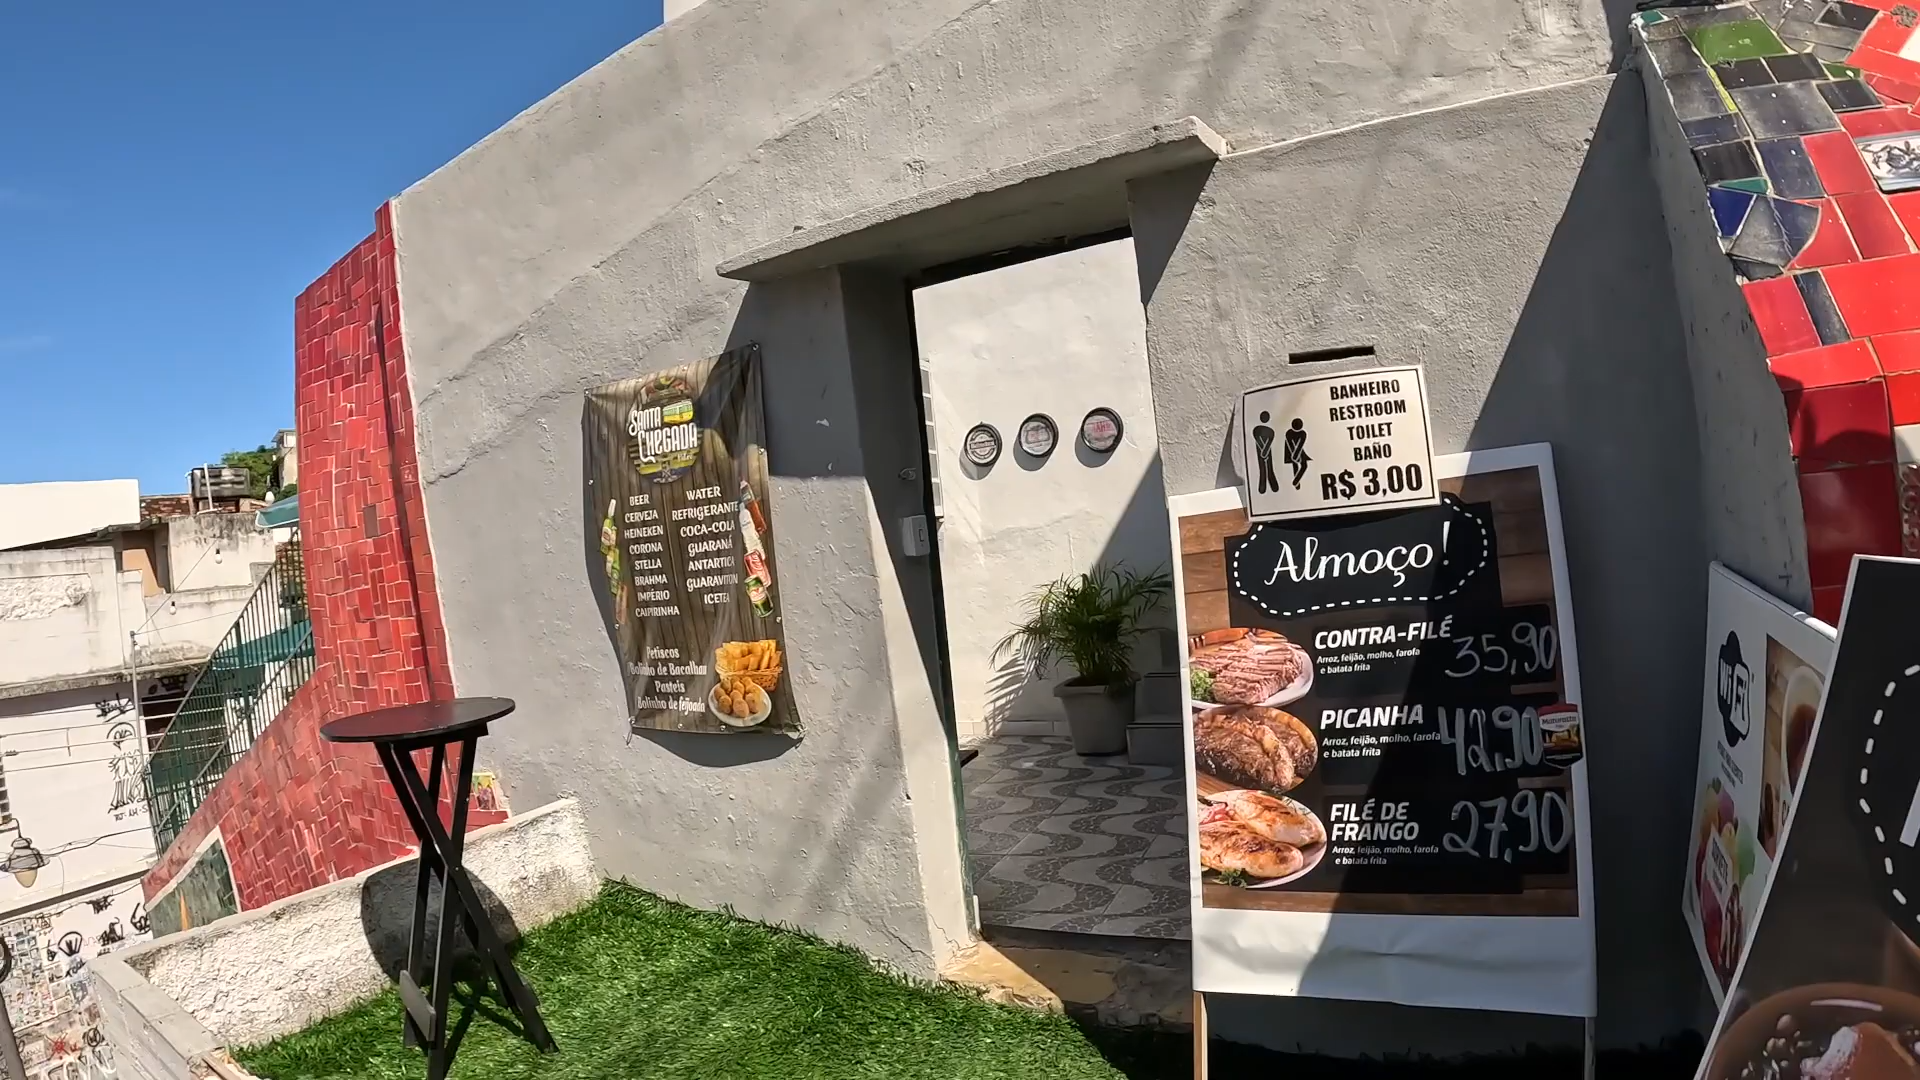 SANTA
CHEGADA
BEER
CERVEJA
HEINEKEN
CORONA
STELLA
BRAHMA
IMPÉRIO
CAIPIRINHA
WATER
REFRIGERANTE
COCA-COLA
GUARANÁ
ANTARTICA
GUARAVITON
ICETEA
Petiscos
Bolinho de Bacalhau
Pasteis
Bolinho de feijoada
BANHEIRO
RESTROOM
TOILET
BAÑO
R$ 3,00
Almoço!
CONTRA-FILÉ 35,90
Arroz, feijão, molho, farofa
e batata frita
PICANHA 42,90
Arroz, feijão, molho, farofa
e batata frita
FILÉ DE
FRANGO 27,90
Arroz, feijão, molho, farofa
e batata frita
Wi Fi